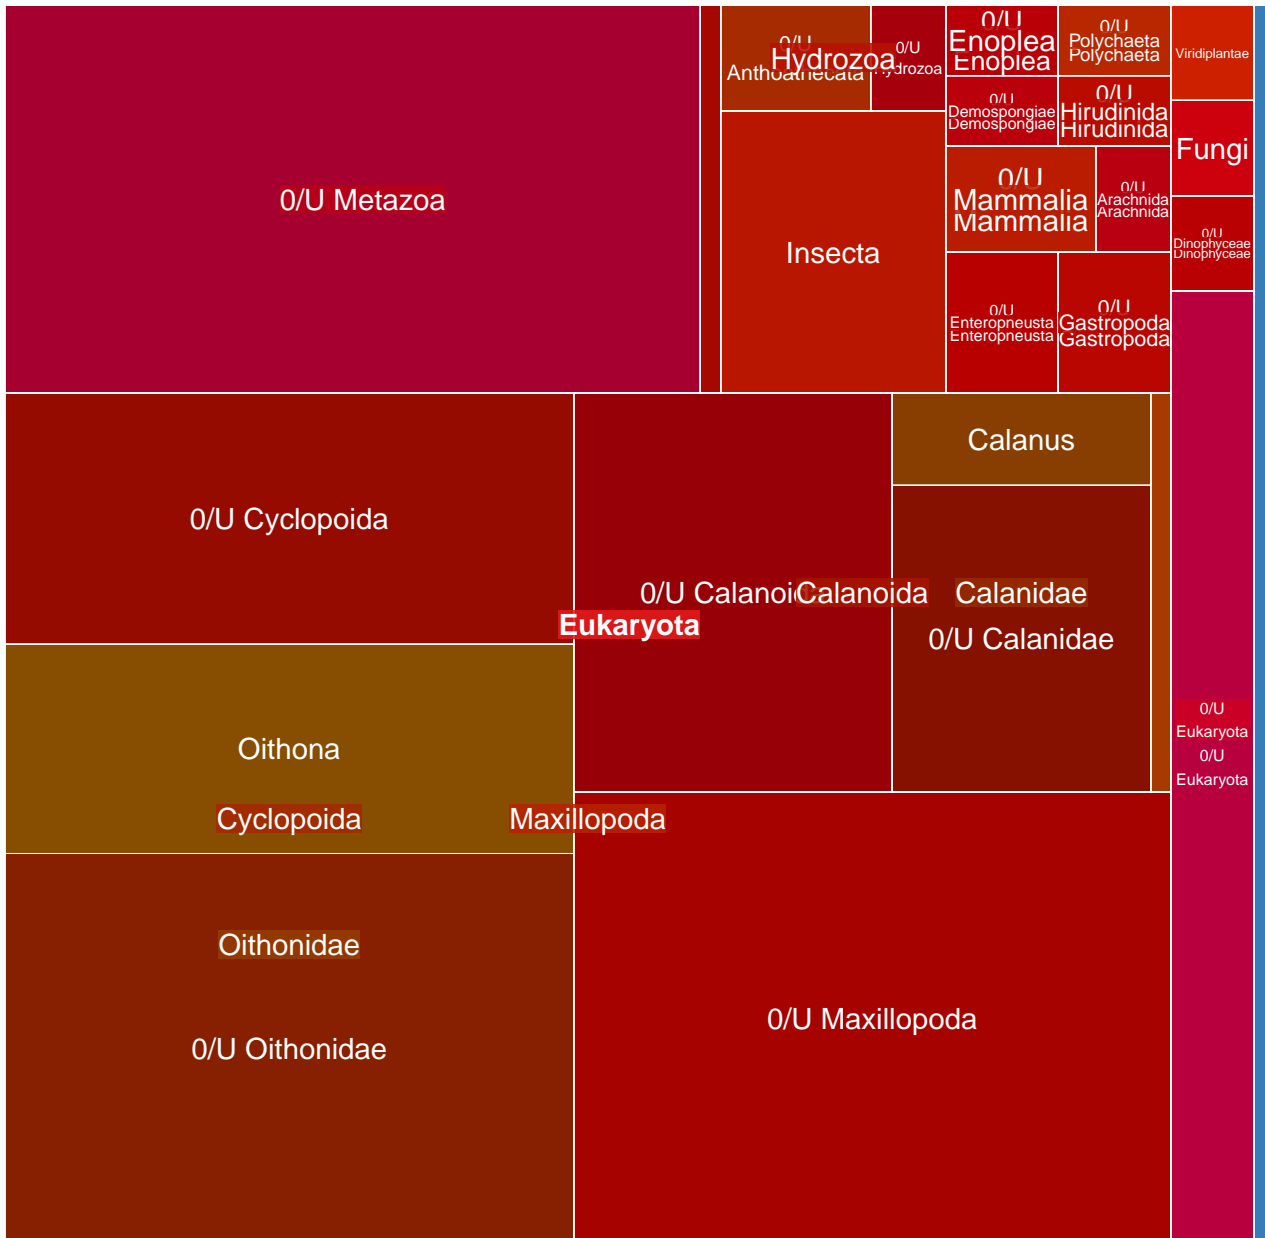 0/U Metazoa
0/U
Anthoathecata
Hydrozoa
0/U
Hydrozoa
Insecta
0/U
Enoplea
Enoplea
0/U
Polychaeta
Polychaeta
0/U
Demospongiae
Demospongiae
0/U
Hirudinida
Hirudinida
0/U
Mammalia
Mammalia
0/U
Arachnida
Arachnida
0/U
Enteropneusta
Enteropneusta
0/U
Gastropoda
Gastropoda
Viridiplantae
Fungi
0/U
Dinophyceae
Dinophyceae
0/U Cyclopoida
0/U Calanoida
Calanoida
Calanus
Calanidae
0/U Calanidae
Eukaryota
0/U
Eukaryota
0/U
Eukaryota
Oithona
Cyclopoida
Maxillopoda
Oithonidae
0/U Oithonidae
0/U Maxillopoda